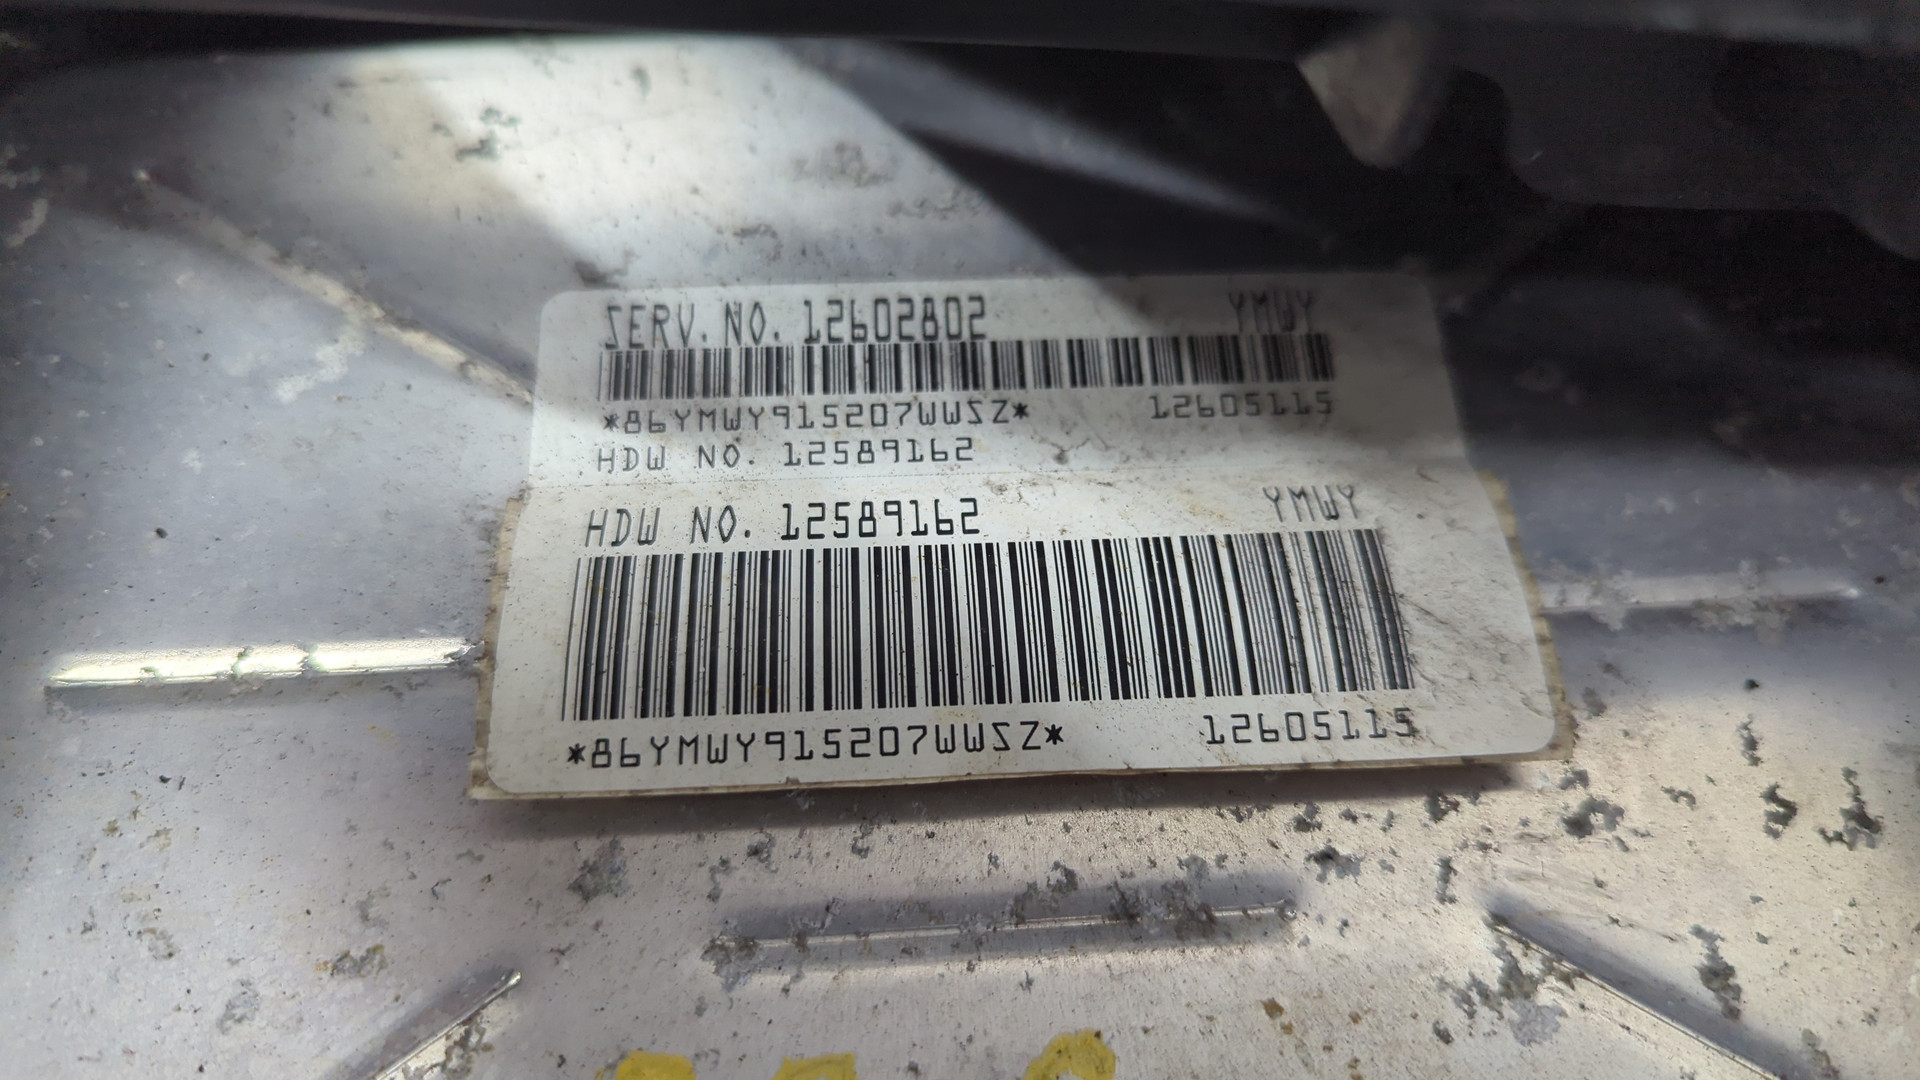 SERV. NO. 12602802 YMWY
*86YMWY915207WWSZ* 12605115
HDW NO. 12589162
HDW NO. 12589162 YMWY
*86YMWY915207WWSZ* 12605115